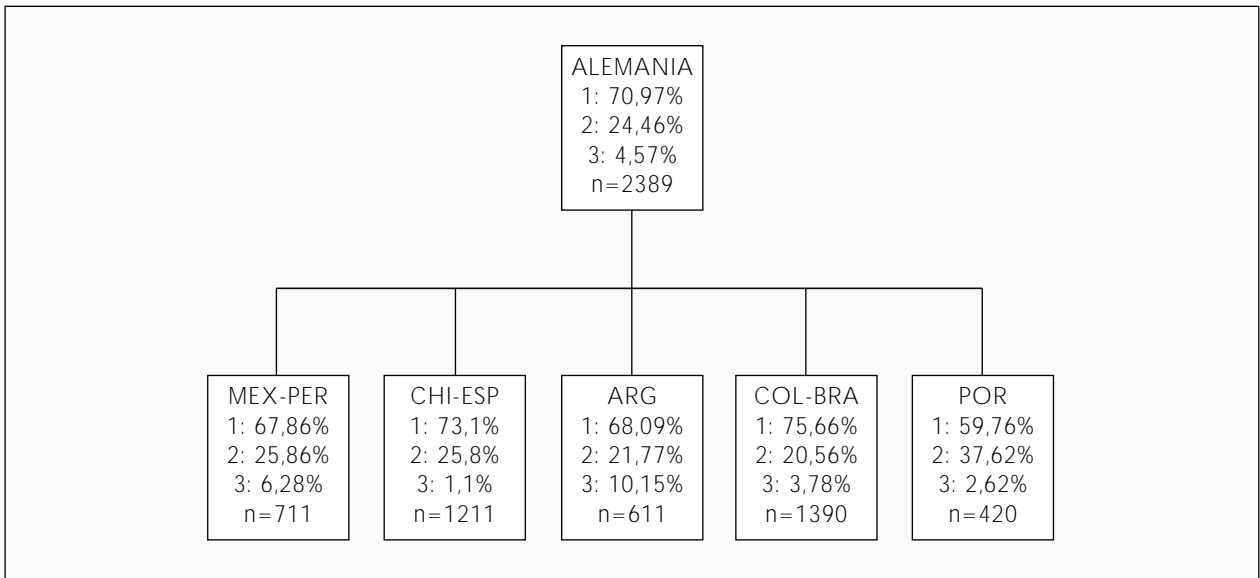 ALEMANIA
1: 70,97%
2: 24,46%
3: 4,57%
n=2389
MEX-PER
1: 67,86%
2: 25,86%
3: 6,28%
n=711
CHI-ESP
1: 73,1%
2: 25,8%
3: 1,1%
n=1211
ARG
1: 68,09%
2: 21,77%
3: 10,15%
n=611
COL-BRA
1: 75,66%
2: 20,56%
3: 3,78%
n=1390
POR
1: 59,76%
2: 37,62%
3: 2,62%
n=420